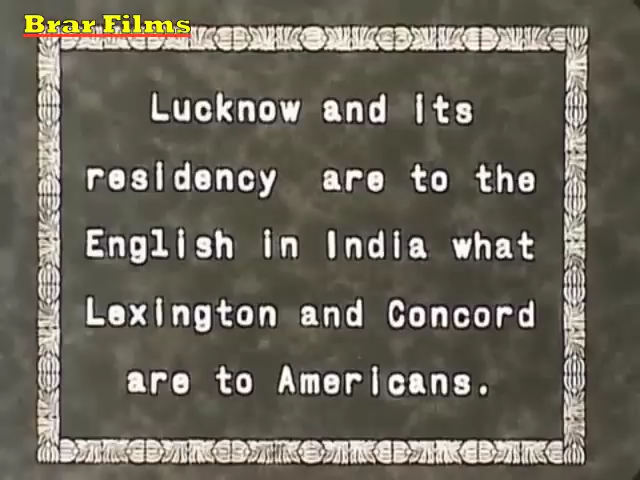 Brar Films
Lucknow and its
residency are to the
English in India what
Lexington and Concord
are to Americans.